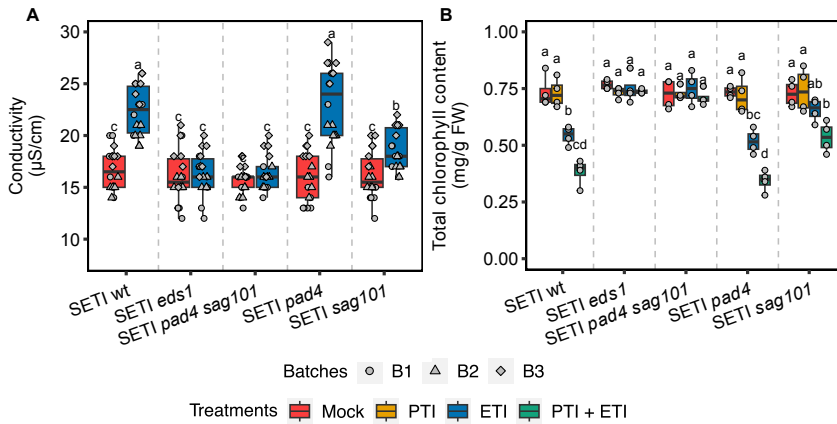 A
Conductivity
(µS/cm)
30
25
20
15
10
c
a
c
c
c
c
c
a
c
b
SETI wt
SETI eds1
SETI pad4 sag101
SETI pad4
SETI sag101
B
Total chlorophyll content
(mg/g FW)
1.00
0.75
0.50
0.25
0.00
a
a
bc
cd
a
a
a
a
a
a
a
a
a
a
bc
d
a
a
ab
b
SETI wt
SETI eds1
SETI pad4 sag101
SETI pad4
SETI sag101
Batches B1 B2 B3
Treatments Mock PTI ETI PTI + ETI